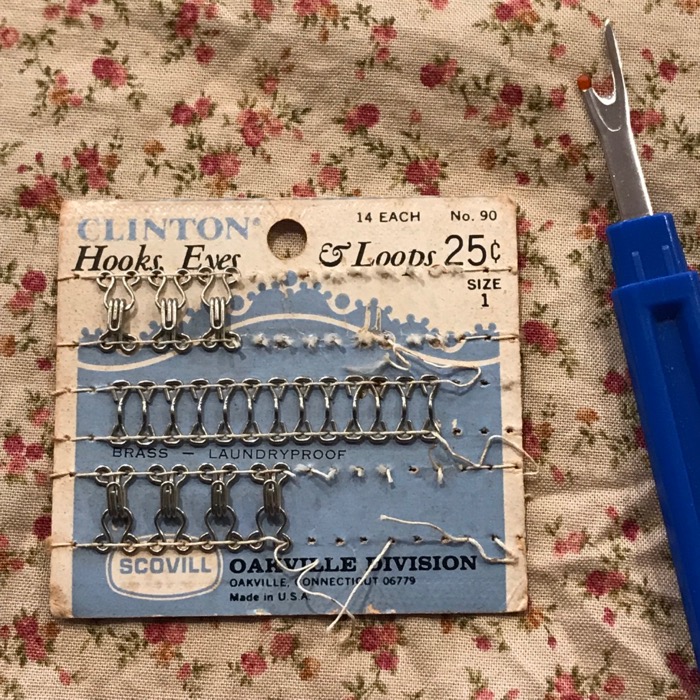 CLINTON®
14 EACH No. 90
Hooks, Eyes & Loops 25¢
SIZE
1
BRASS — LAUNDRYPROOF
SCOVILL
OAKVILLE DIVISION
OAKVILLE, CONNECTICUT 06779
Made in U.S.A.